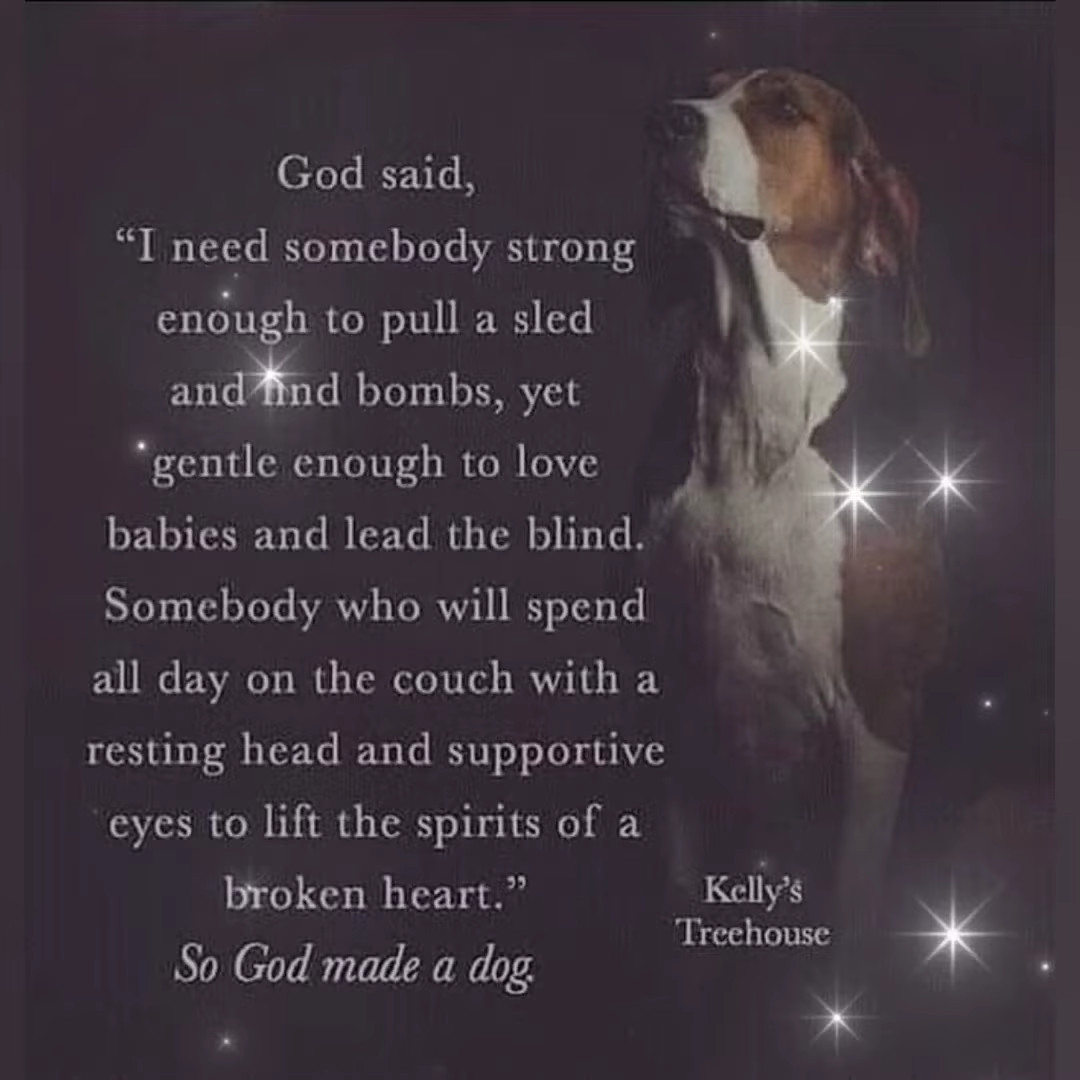 God said,
“I need somebody strong
enough to pull a sled
and find bombs, yet
gentle enough to love
babies and lead the blind.
Somebody who will spend
all day on the couch with a
resting head and supportive
eyes to lift the spirits of a
broken heart.”
So God made a dog.
Kelly’s
Treehouse